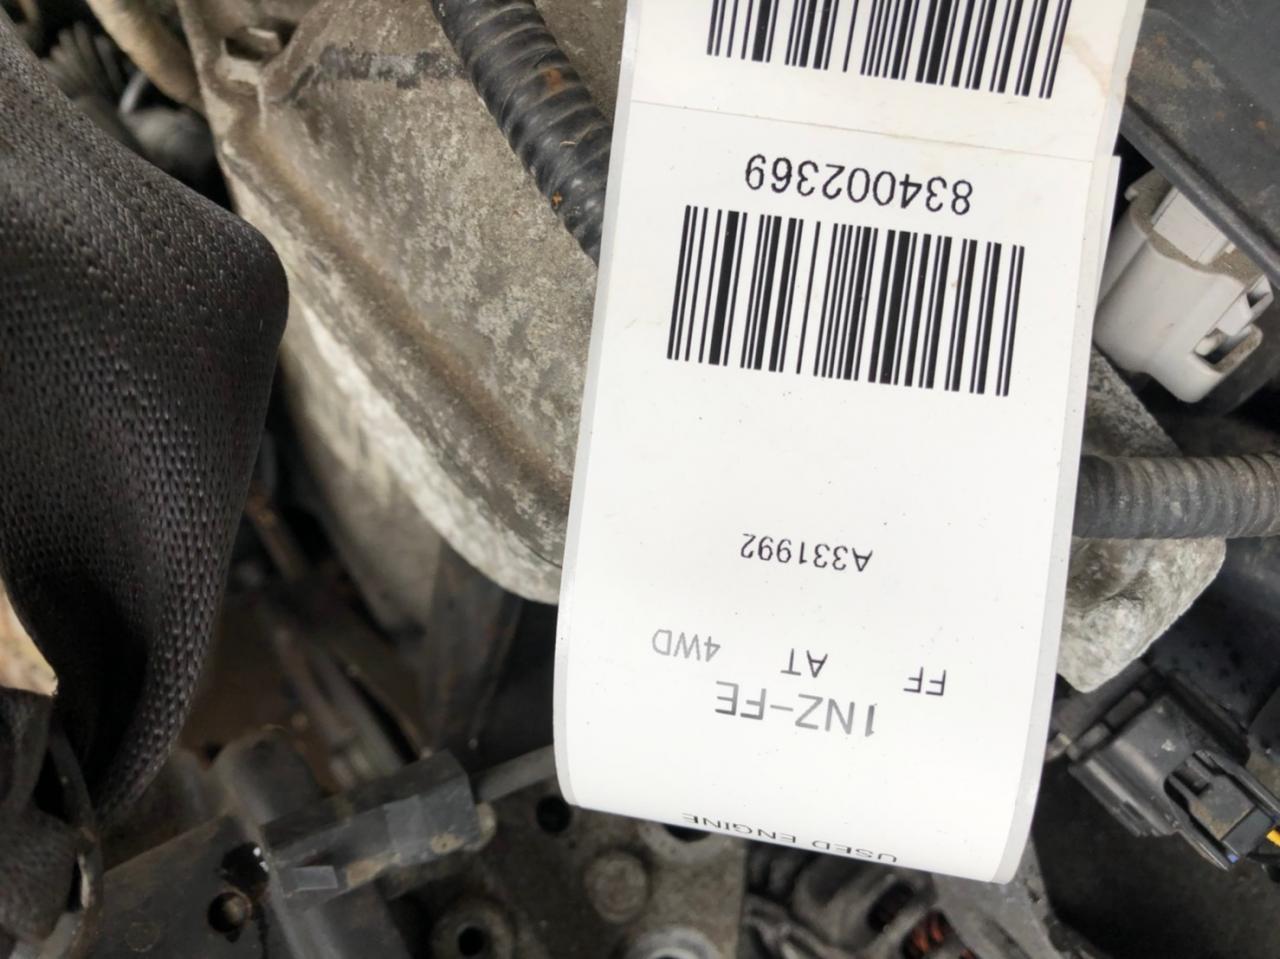 USED ENGINE
1NZ-FE
FF AT 4WD
A331992
834002369